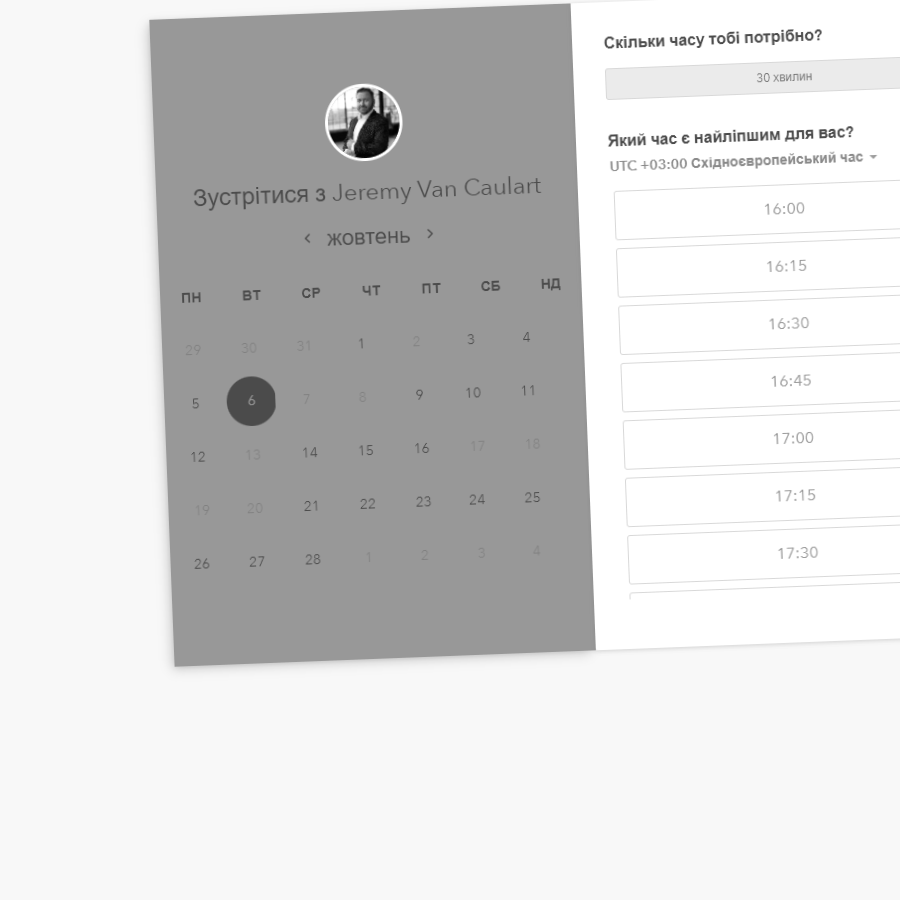 Зустрітися з Jeremy Van Caulart
‹ жовтень ›
ПН ВТ СР ЧТ ПТ СБ НД
29 30 31 1 2 3 4
5 6 7 8 9 10 11
12 13 14 15 16 17 18
19 20 21 22 23 24 25
26 27 28 1 2 3 4
Скільки часу тобі потрібно?
30 хвилин
Який час є найліпшим для вас?
UTC +03:00 Східноєвропейський час
16:00
16:15
16:30
16:45
17:00
17:15
17:30